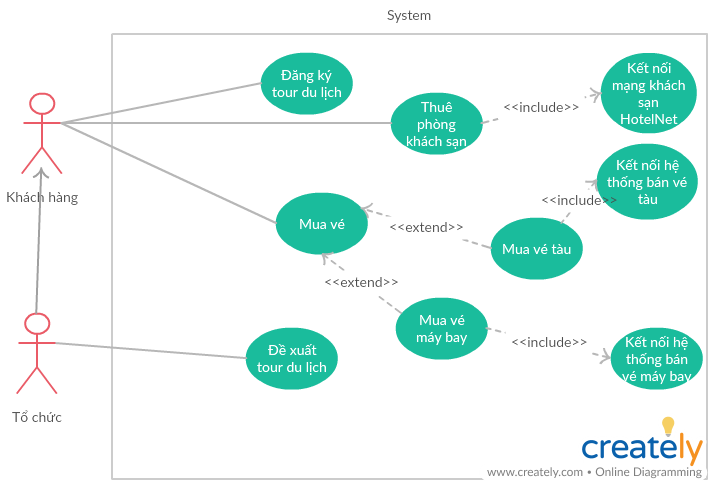 System
Đăng ký
tour du lịch
Kết nối
mạng khách
sạn
HotelNet
Thuê
phòng
khách sạn
<<include>>
Khách hàng
Kết nối hệ
thống bán vé
tàu
<<include>>
Mua vé
<<extend>>
Mua vé tàu
<<extend>>
Mua vé
máy bay
<<include>>
Kết nối hệ
thống bán
vé máy bay
Đề xuất
tour du lịch
Tổ chức
creately
www.creately.com • Online Diagramming